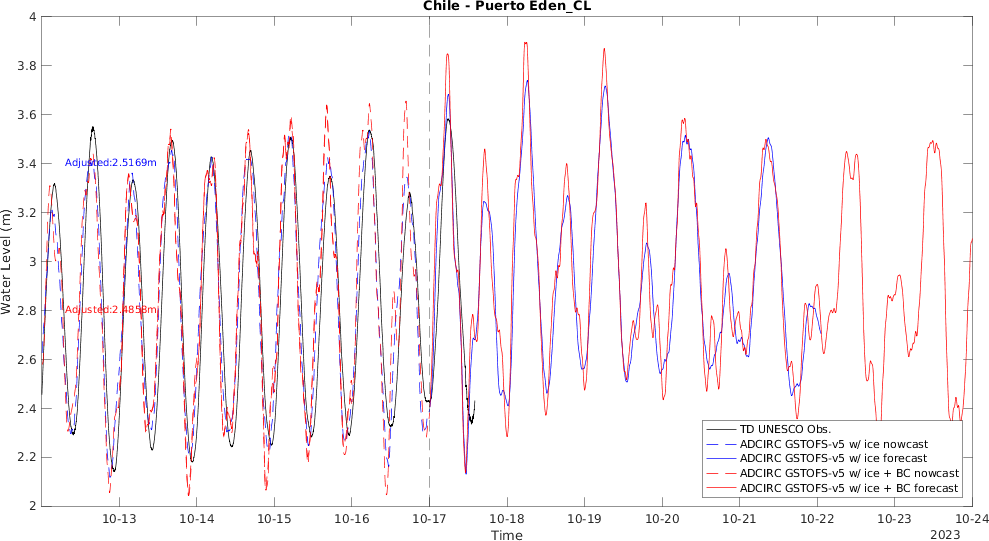 Chile - Puerto Eden_CL
Water Level (m)
4
3.8
3.6
3.4
3.2
3
2.8
2.6
2.4
2.2
2
Adjusted:2.5169m
Adjusted:2.4858m
TD UNESCO Obs.
ADCIRC GSTOFS-v5 w/ ice nowcast
ADCIRC GSTOFS-v5 w/ ice forecast
ADCIRC GSTOFS-v5 w/ ice + BC nowcast
ADCIRC GSTOFS-v5 w/ ice + BC forecast
10-13 10-14 10-15 10-16 10-17 10-18 10-19 10-20 10-21 10-22 10-23 10-24
Time
2023